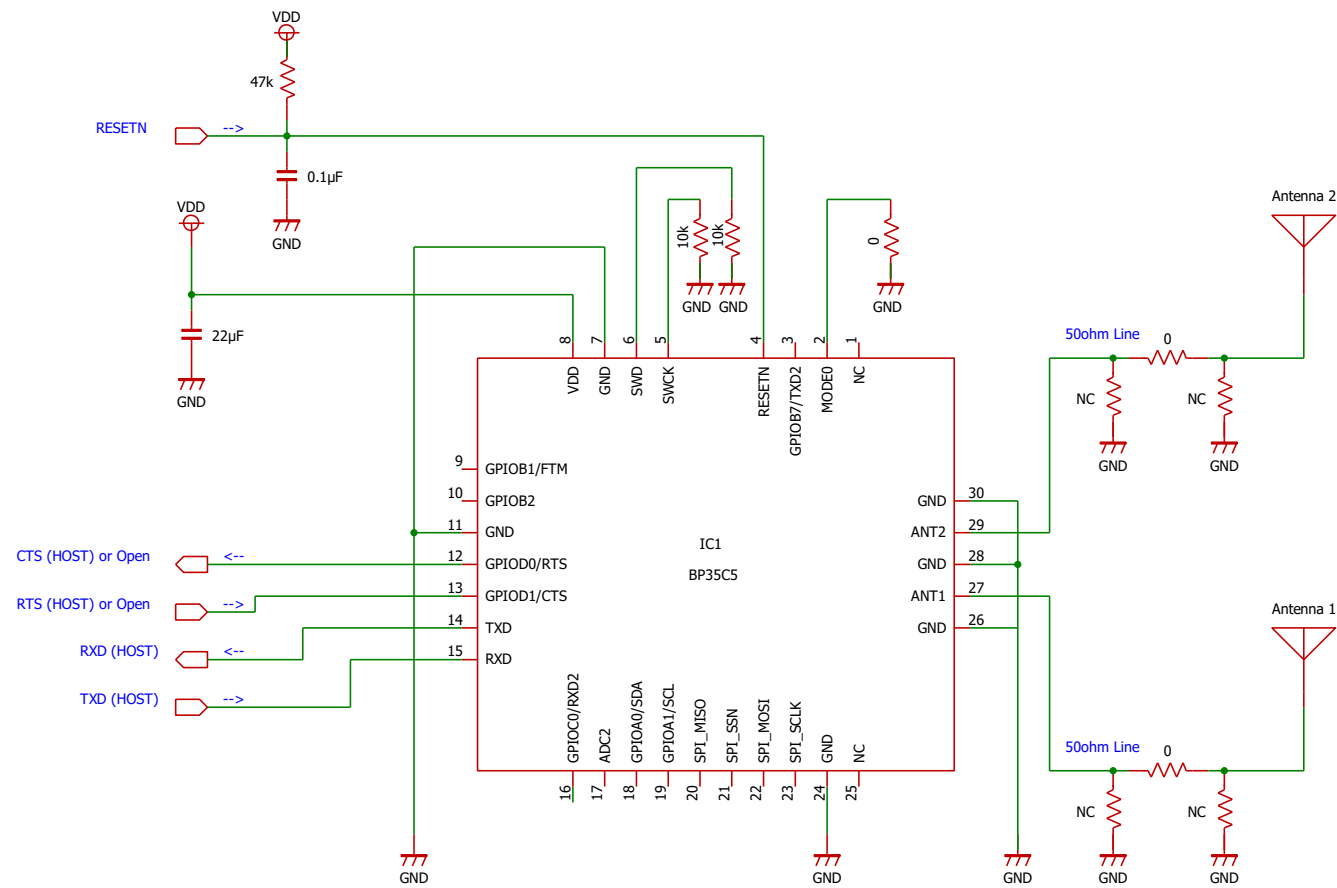 VDD
47k
RESETN
-->
0.1µF
GND
VDD
22µF
GND
10k
10k
GND
GND
0
GND
8
7
6
5
4
3
2
1
VDD
GND
SWD
SWCK
RESETN
GPIOB7/TXD2
MODE0
NC
9
GPIOB1/FTM
10
GPIOB2
11
GND
CTS (HOST) or Open
<--
12
GPIOD0/RTS
RTS (HOST) or Open
-->
13
GPIOD1/CTS
RXD (HOST)
<--
14
TXD
TXD (HOST)
-->
15
RXD
IC1
BP35C5
GND
30
ANT2
29
GND
28
ANT1
27
GND
26
GPIOC0/RXD2
ADC2
GPIOA0/SDA
GPIOA1/SCL
SPI_MISO
SPI_SSN
SPI_MOSI
SPI_SCLK
GND
NC
16
17
18
19
20
21
22
23
24
25
GND
GND
GND
Antenna 2
50ohm Line
0
NC
NC
GND
GND
Antenna 1
50ohm Line
0
NC
NC
GND
GND